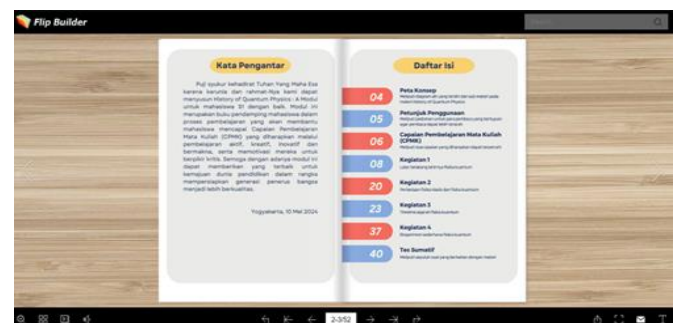 Flip Builder
Search...
Kata Pengantar
Puji syukur kehadirat Tuhan Yang Maha Esa
karena karunia dan rahmat-Nya kami dapat
menyusun History of Quantum Physics : A Modul
untuk mahasiswa S1 dengan baik. Modul ini
merupakan buku pendamping mahasiswa dalam
proses pembelajaran yang akan membantu
mahasiswa mencapai Capaian Pembelajaran
Mata Kuliah (CPMK) yang diharapkan melalui
pembelajaran aktif, kreatif, inovatif dan
bermakna, serta memotivasi mereka untuk
berpikir kritis. Semoga dengan adanya modul ini
dapat memberikan yang terbaik untuk
kemajuan dunia pendidikan dalam rangka
mempersiapkan generasi penerus bangsa
menjadi lebih berkualitas.
Yogyakarta, 10 Mei 2024
Daftar Isi
04
Peta Konsep
05
Petunjuk Penggunaan
06
Capaian Pembelajaran Mata Kuliah
(CPMK)
08
Kegiatan 1
20
Kegiatan 2
23
Kegiatan 3
37
Kegiatan 4
40
Tes Sumatif
2-3/52